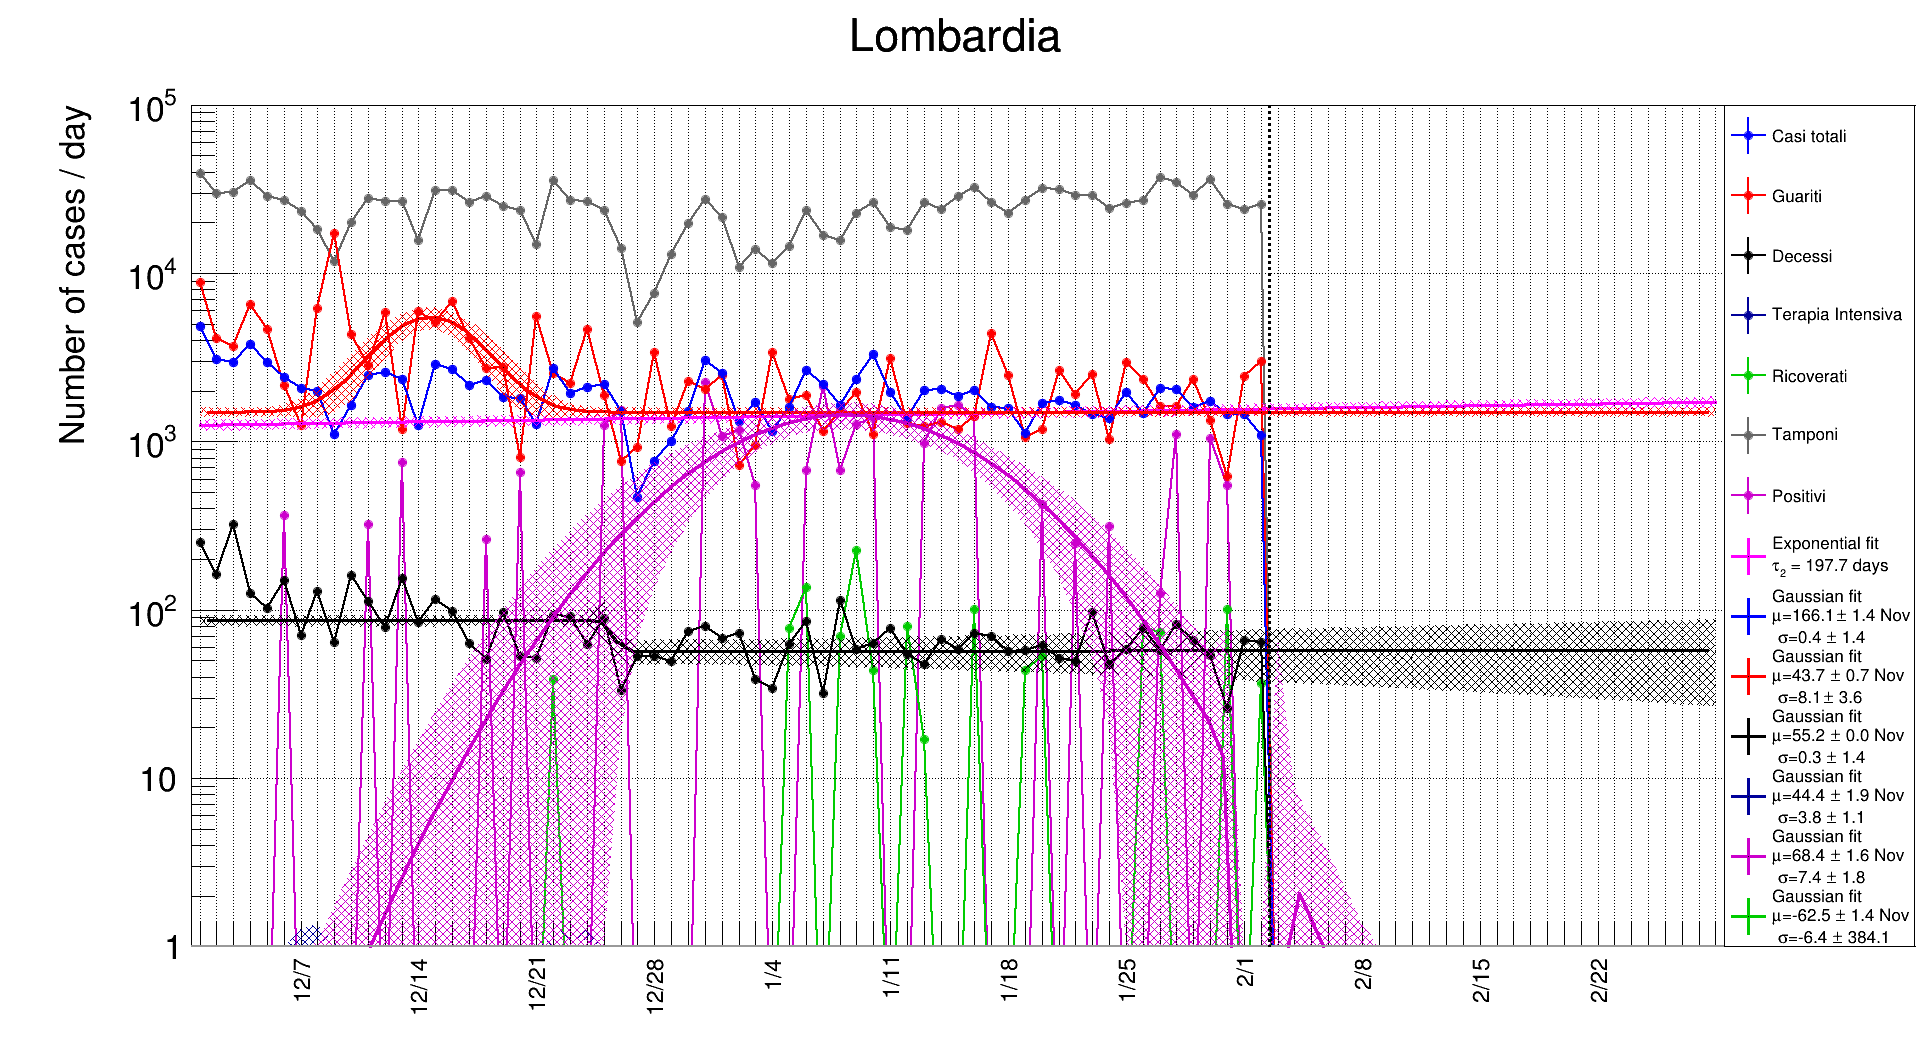 Lombardia
Number of cases / day
10^5
10^4
10^3
10^2
10
1
12/7
12/14
12/21
12/28
1/4
1/11
1/18
1/25
2/1
2/8
2/15
2/22
Casi totali
Guariti
Decessi
Terapia Intensiva
Ricoverati
Tamponi
Positivi
Exponential fit
τ₂ = 197.7 days
Gaussian fit
μ=166.1 ± 1.4 Nov
σ=0.4 ± 1.4
Gaussian fit
μ=43.7 ± 0.7 Nov
σ=8.1 ± 3.6
Gaussian fit
μ=55.2 ± 0.0 Nov
σ=0.3 ± 1.4
Gaussian fit
μ=44.4 ± 1.9 Nov
σ=3.8 ± 1.1
Gaussian fit
μ=68.4 ± 1.6 Nov
σ=7.4 ± 1.8
Gaussian fit
μ=-62.5 ± 1.4 Nov
σ=-6.4 ± 384.1